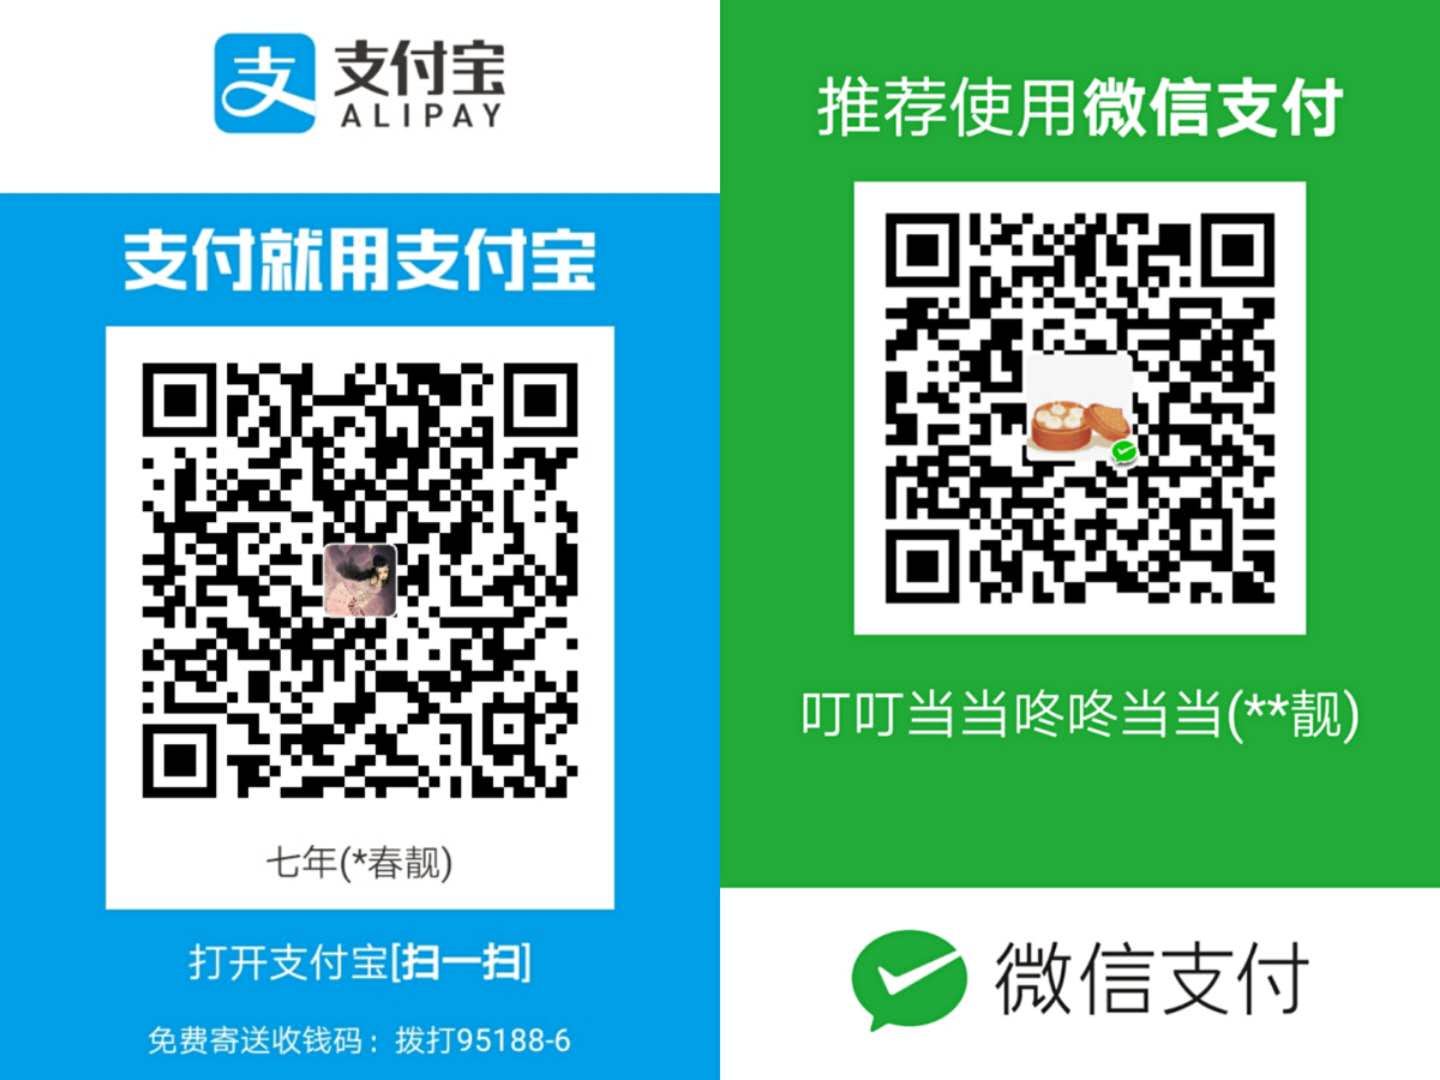 支付宝
ALIPAY
支付就用支付宝
七年(*春靓)
打开支付宝[扫一扫]
免费寄送收钱码：拨打95188-6
推荐使用微信支付
叮叮当当咚咚当当(**靓)
微信支付